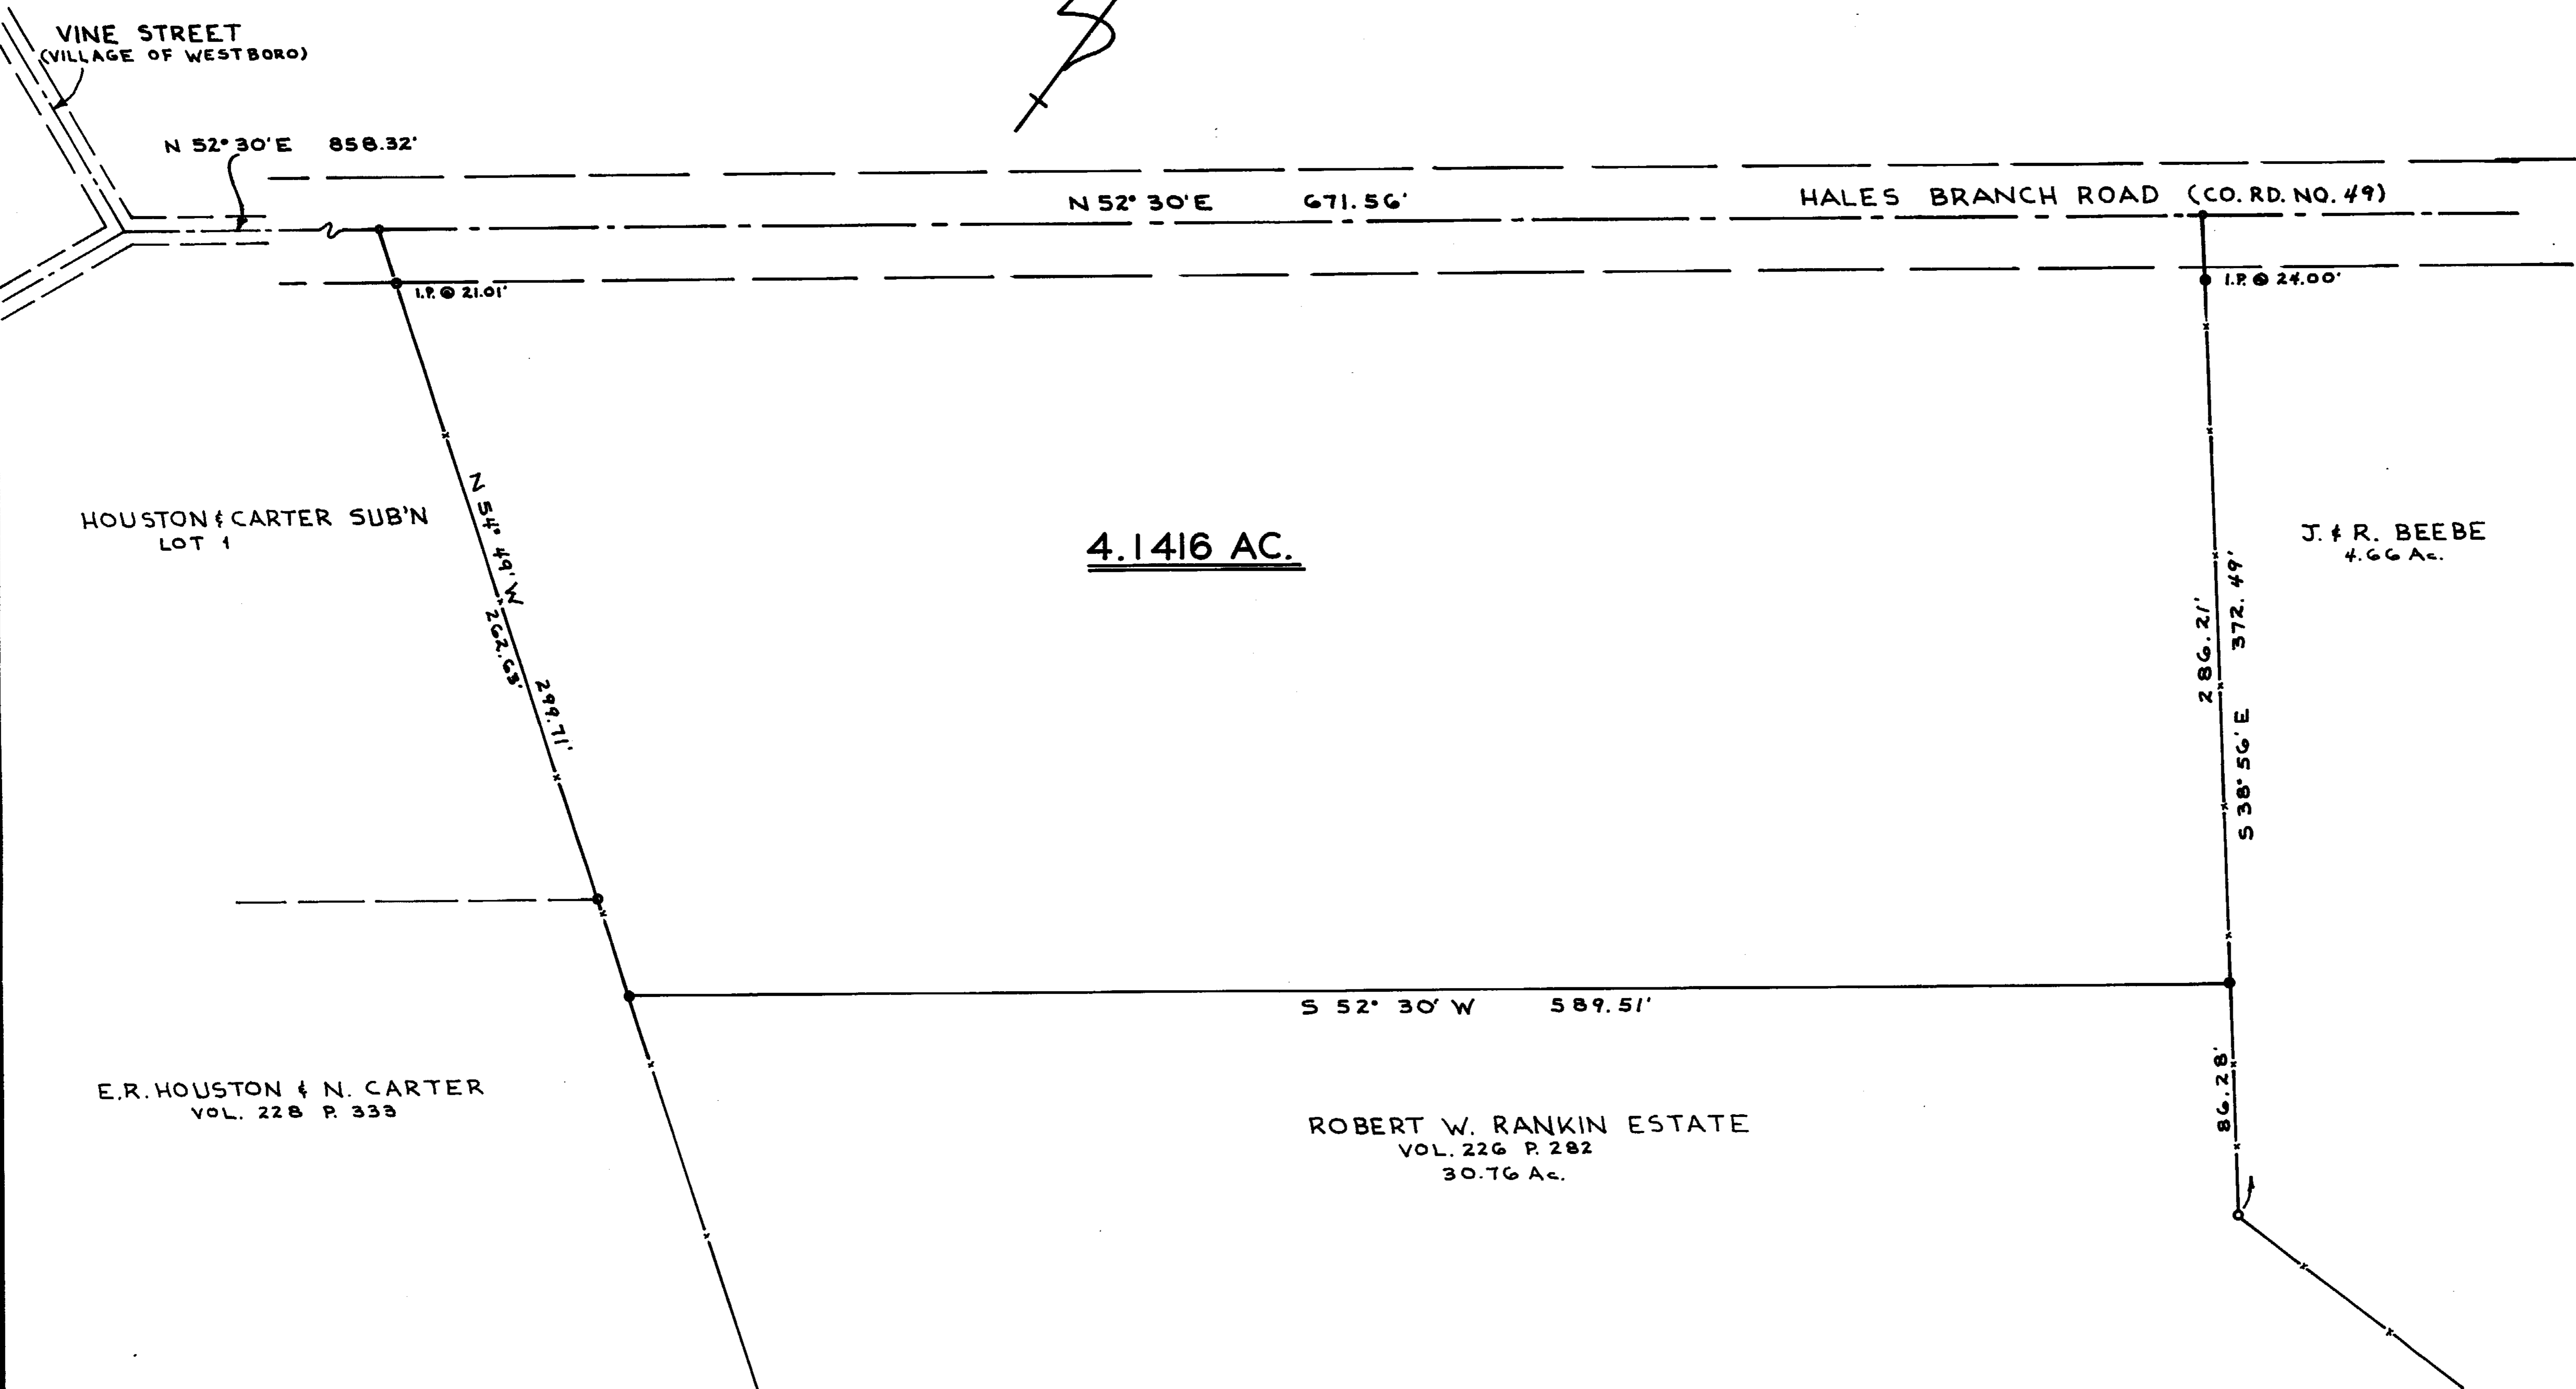 VINE STREET
(VILLAGE OF WESTBORO)
N 52° 30' E 858.32'
N 52° 30' E 671.56'
HALES BRANCH ROAD (CO. RD. NO. 49)
I.P. @ 21.01'
I.P. @ 24.00'
N 54° 49' W
262.63'
299.71'
HOUSTON & CARTER SUB'N
LOT 1
4.1416 AC.
286.21'
S 38° 56' E 372.49'
J. & R. BEEBE
4.66 Ac.
S 52° 30' W 589.51'
86.28'
E.R. HOUSTON & N. CARTER
VOL. 228 P. 333
ROBERT W. RANKIN ESTATE
VOL. 226 P. 282
30.76 Ac.